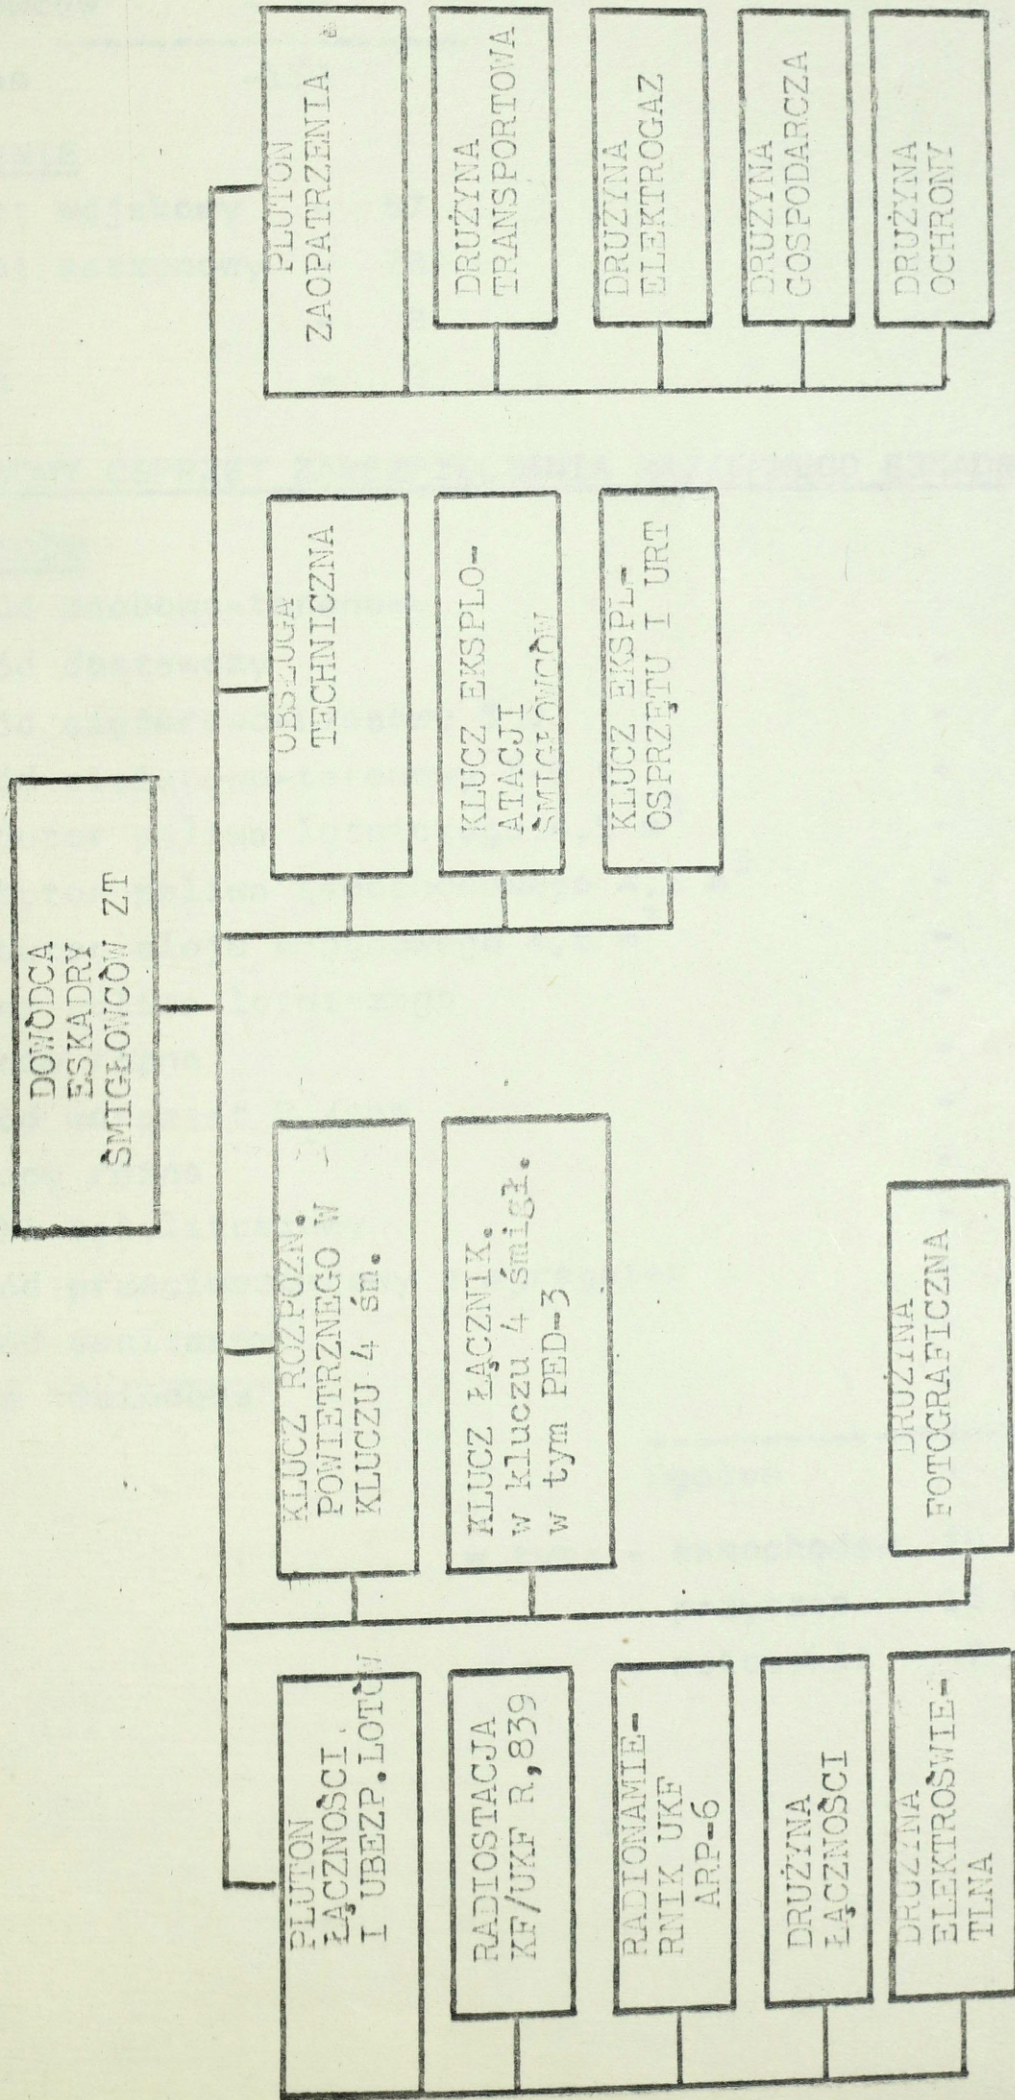 DOWÓDCA
ESKADRY
ŚMIGŁOWCÓW ZT
PLUTON
ŁĄCZNOŚCI
I UBEZP.LOTÓW
RADIOSTACJA
KF/UKF R,839
RADIONAMIE-
RNIK UKF
ARP-6
DRUŻYNA
ŁĄCZNOŚCI
DRUŻYNA
ELEKTROŚWIE-
TLNA
KLUCZ ROZPOZN.
POWIETRZNEGO W
KLUCZU 4 śm.
KLUCZ ŁĄCZNIK.
w kluczu 4 śmigł.
w tym PED-3
DRUŻYNA
FOTOGRAFICZNA
OBSŁUGA
TECHNICZNA
KLUCZ EKSPLO-
ATACJI
ŚMIGŁOWCÓW
KLUCZ EKSPL-
OSPRZĘTU I URT
PLUTON
ZAOPATRZENIA
DRUŻYNA
TRANSPORTOWA
DRUŻYNA
ELEKTROGAZ
DRUŻYNA
GOSPODARCZA
DRUŻYNA
OCHRONY